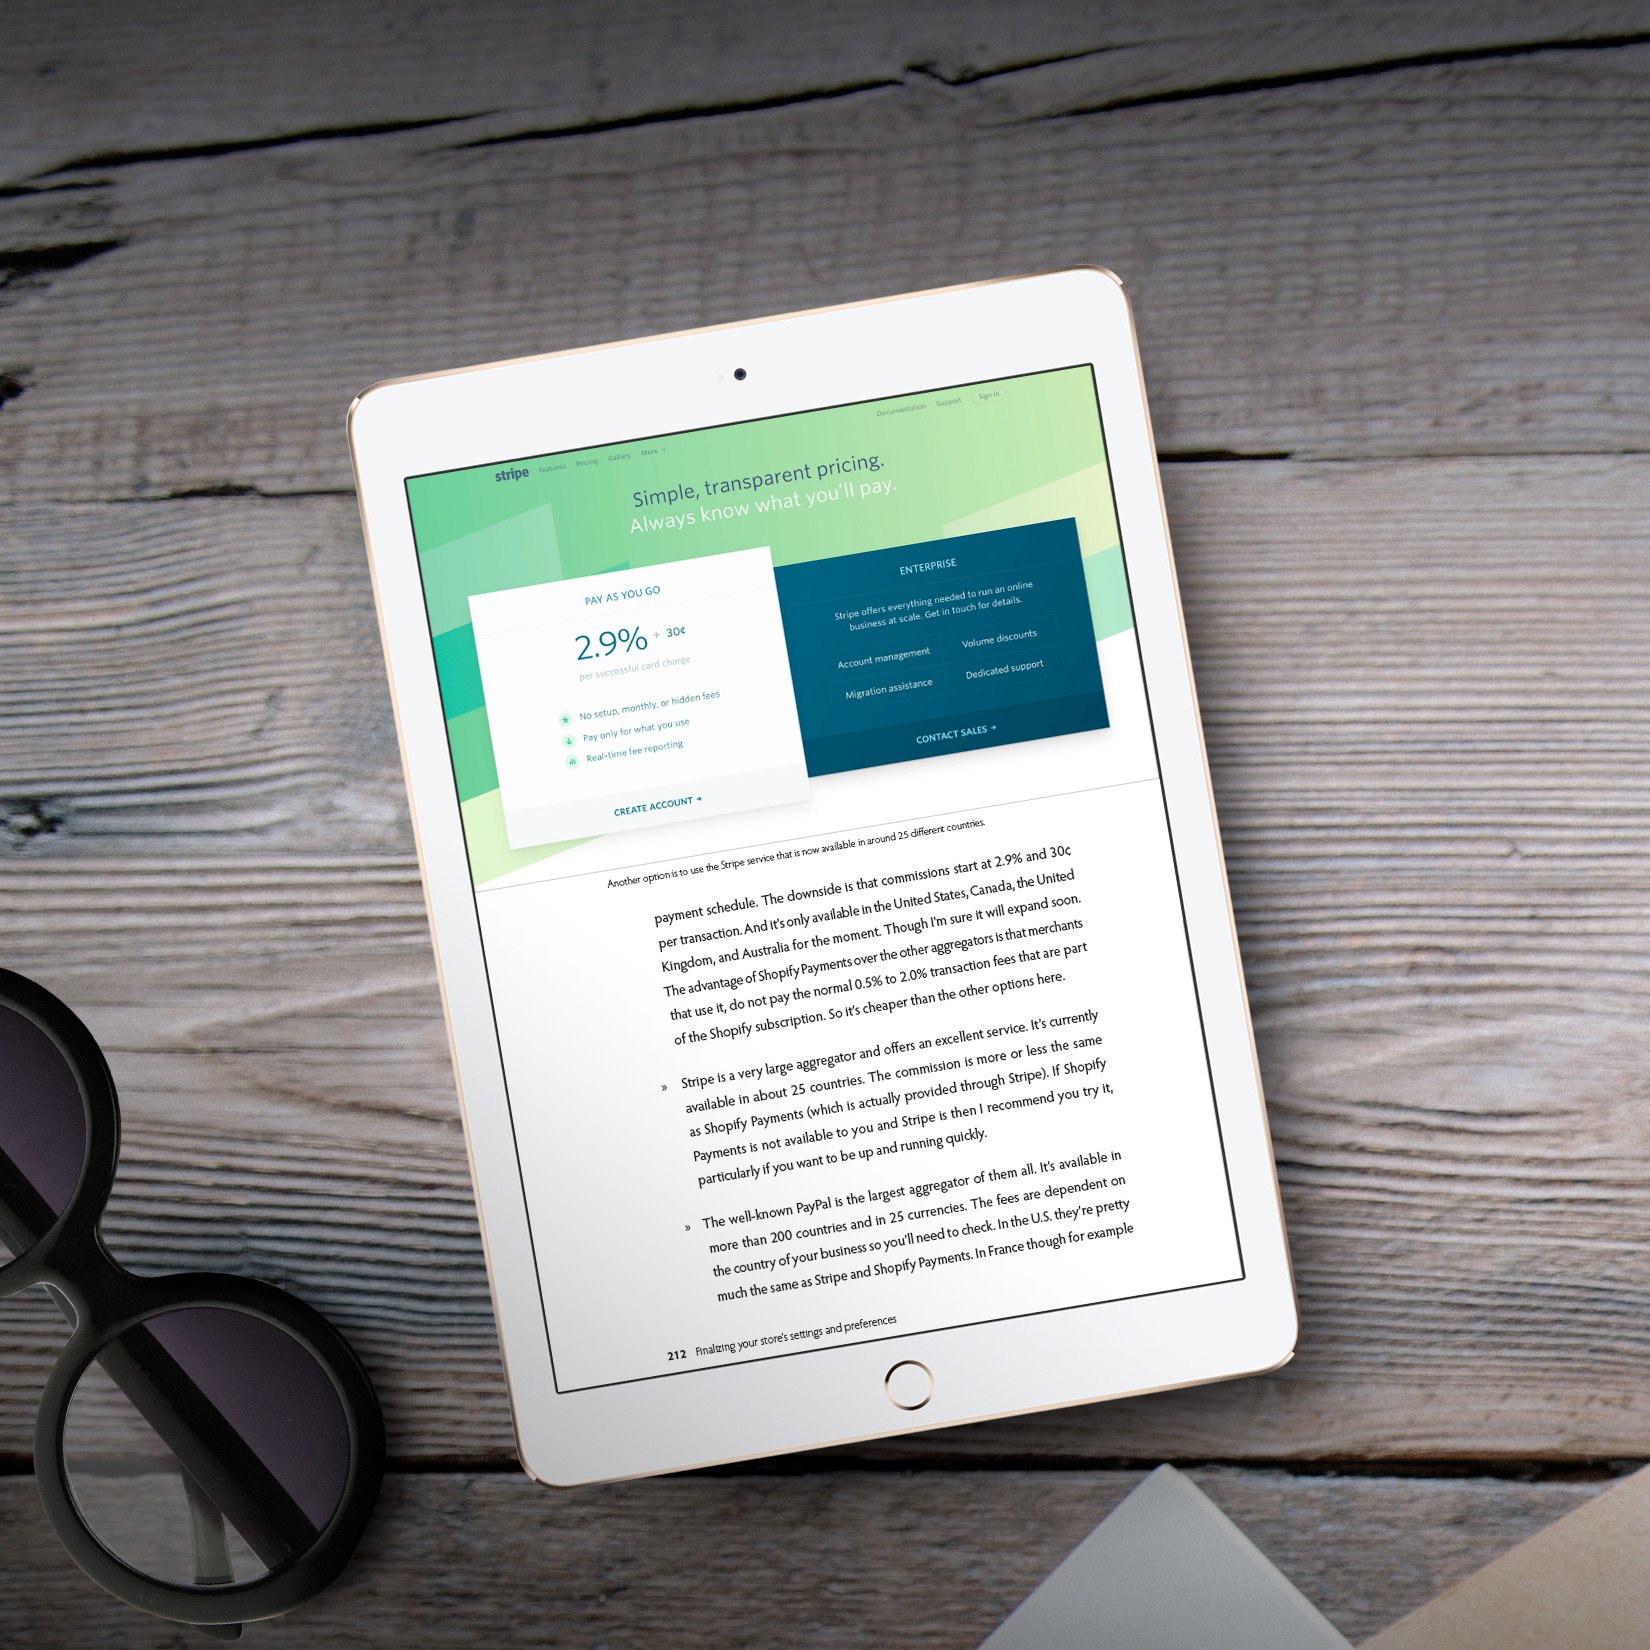 stripe Features Pricing Gallery More Documentation Support Sign in
Simple, transparent pricing.
Always know what you'll pay.
PAY AS YOU GO
2.9% + 30¢
per successful card charge
No setup, monthly, or hidden fees
Pay only for what you use
Real-time fee reporting
CREATE ACCOUNT →
ENTERPRISE
Stripe offers everything needed to run an online
business at scale. Get in touch for details.
Account management Volume discounts
Migration assistance Dedicated support
CONTACT SALES →
Another option is to use the Stripe service that is now available in around 25 different countries.
payment schedule. The downside is that commissions start at 2.9% and 30¢
per transaction. And it's only available in the United States, Canada, the United
Kingdom, and Australia for the moment. Though I'm sure it will expand soon.
The advantage of Shopify Payments over the other aggregators is that merchants
that use it, do not pay the normal 0.5% to 2.0% transaction fees that are part
of the Shopify subscription. So it's cheaper than the other options here.
» Stripe is a very large aggregator and offers an excellent service. It's currently
available in about 25 countries. The commission is more or less the same
as Shopify Payments (which is actually provided through Stripe). If Shopify
Payments is not available to you and Stripe is then I recommend you try it,
particularly if you want to be up and running quickly.
» The well-known PayPal is the largest aggregator of them all. It's available in
more than 200 countries and in 25 currencies. The fees are dependent on
the country of your business so you'll need to check. In the U.S. they're pretty
much the same as Stripe and Shopify Payments. In France though for example
212 Finalizing your store's settings and preferences